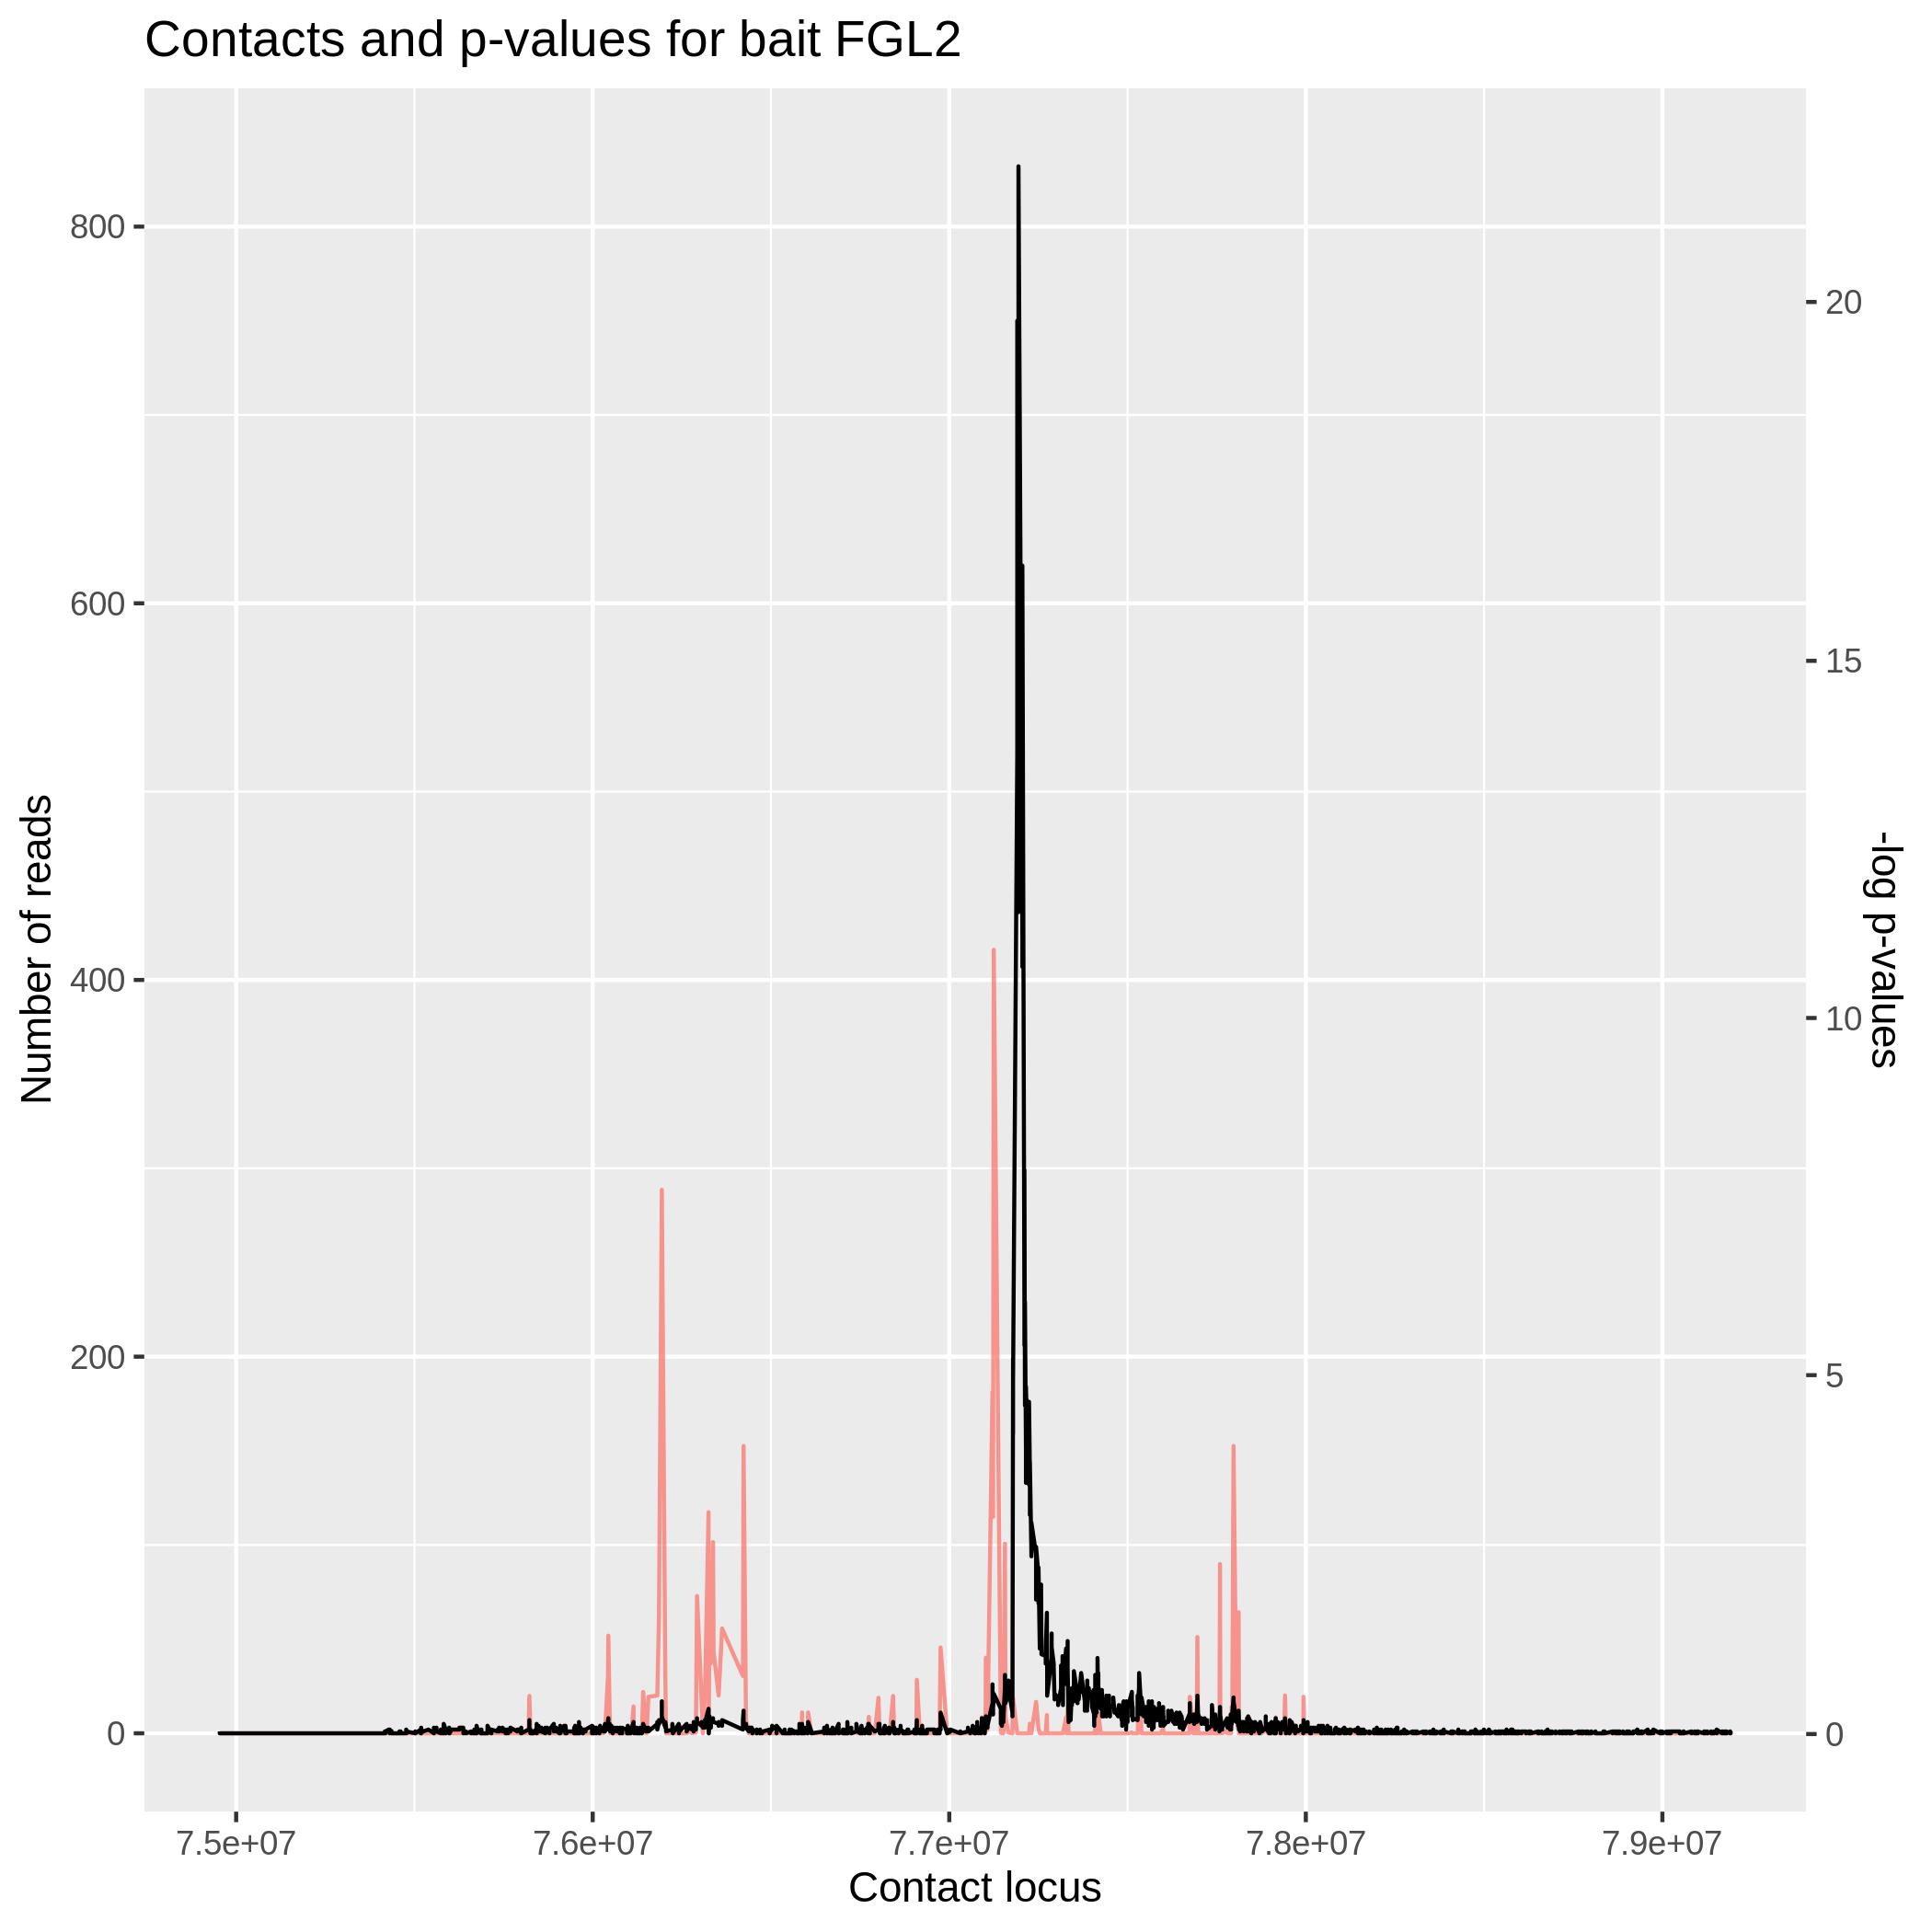 Contacts and p-values for bait FGL2
800
600
400
200
0
Number of reads
20
15
10
5
0
-log p-values
7.5e+07 7.6e+07 7.7e+07 7.8e+07 7.9e+07
Contact locus